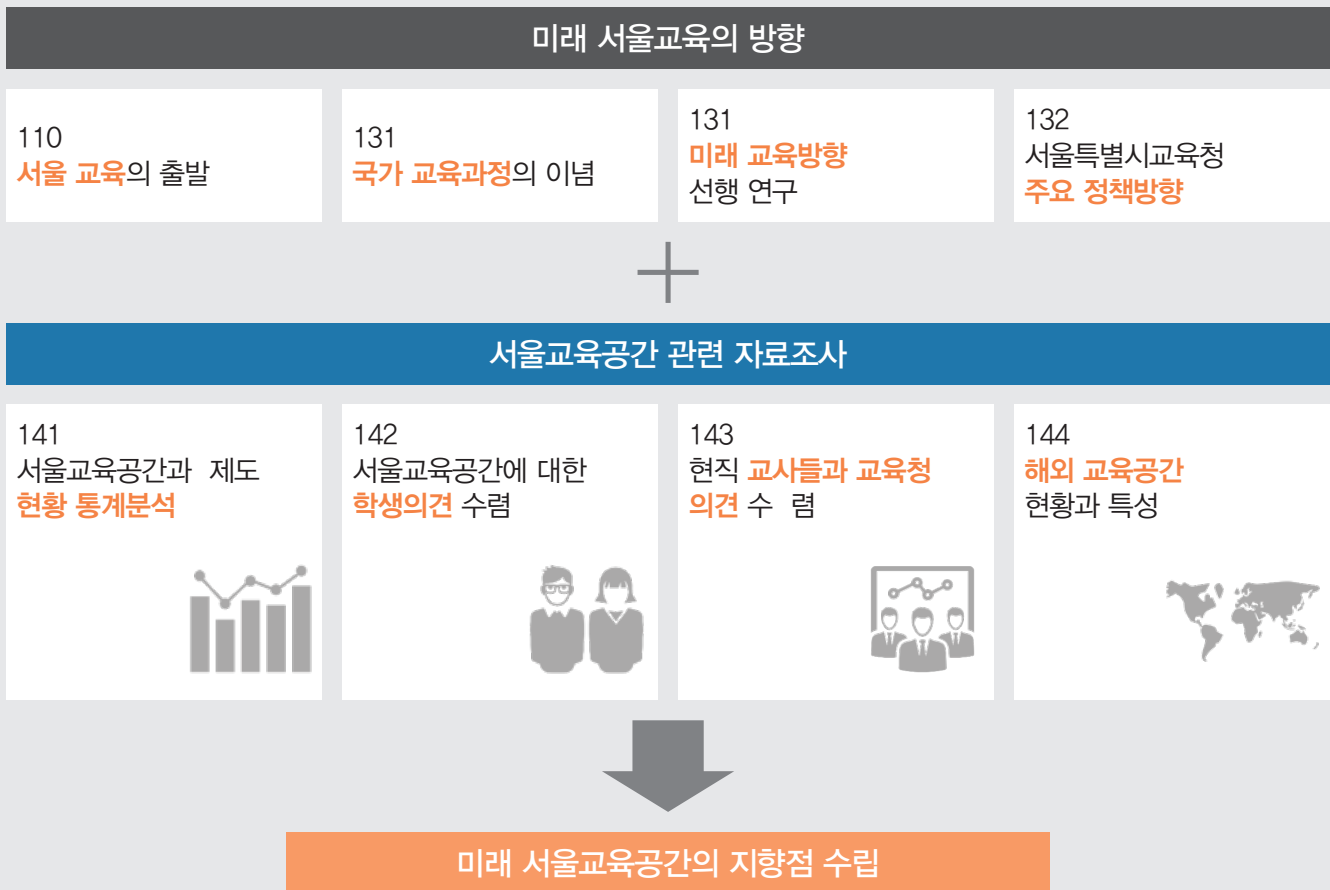 미래 서울교육의 방향
110
서울 교육의 출발
131
국가 교육과정의 이념
131
미래 교육방향
선행 연구
132
서울특별시교육청
주요 정책방향
서울교육공간 관련 자료조사
141
서울교육공간과 제도
현황 통계분석
142
서울교육공간에 대한
학생의견 수렴
143
현직 교사들과 교육청
의견 수 렴
144
해외 교육공간
현황과 특성
미래 서울교육공간의 지향점 수립